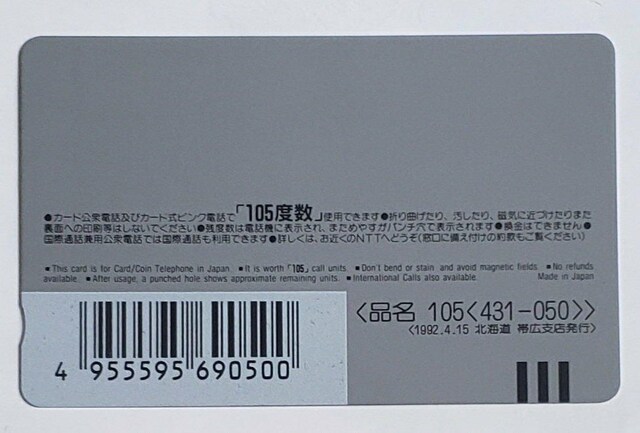 ●カード公衆電話及びカード式ピンク電話で「105度数」使用できます●折り曲げたり、汚したり、磁気に近づけたりまた
裏面への印刷等はしないでください●残度数は電話機に表示され、まためやすがパンチ穴で表示されます●換金はできません●
国際通話兼用公衆電話では国際通話も利用できます●詳しくは、お近くのNTTへどうぞ(窓口に備え付けの約款もご覧ください)
■This card is for Card/Coin Telephone in Japan. ■It is worth「105」call units. ■Don't bend or stain and avoid magnetic fields. ■No refunds
available. ■After usage, a punched hole shows approximate remaining units. ■International Calls also available. Made in Japan
〈品名 105〈431-050〉〉
〈1992.4.15 北海道 帯広支店発行〉
4 955595 690500